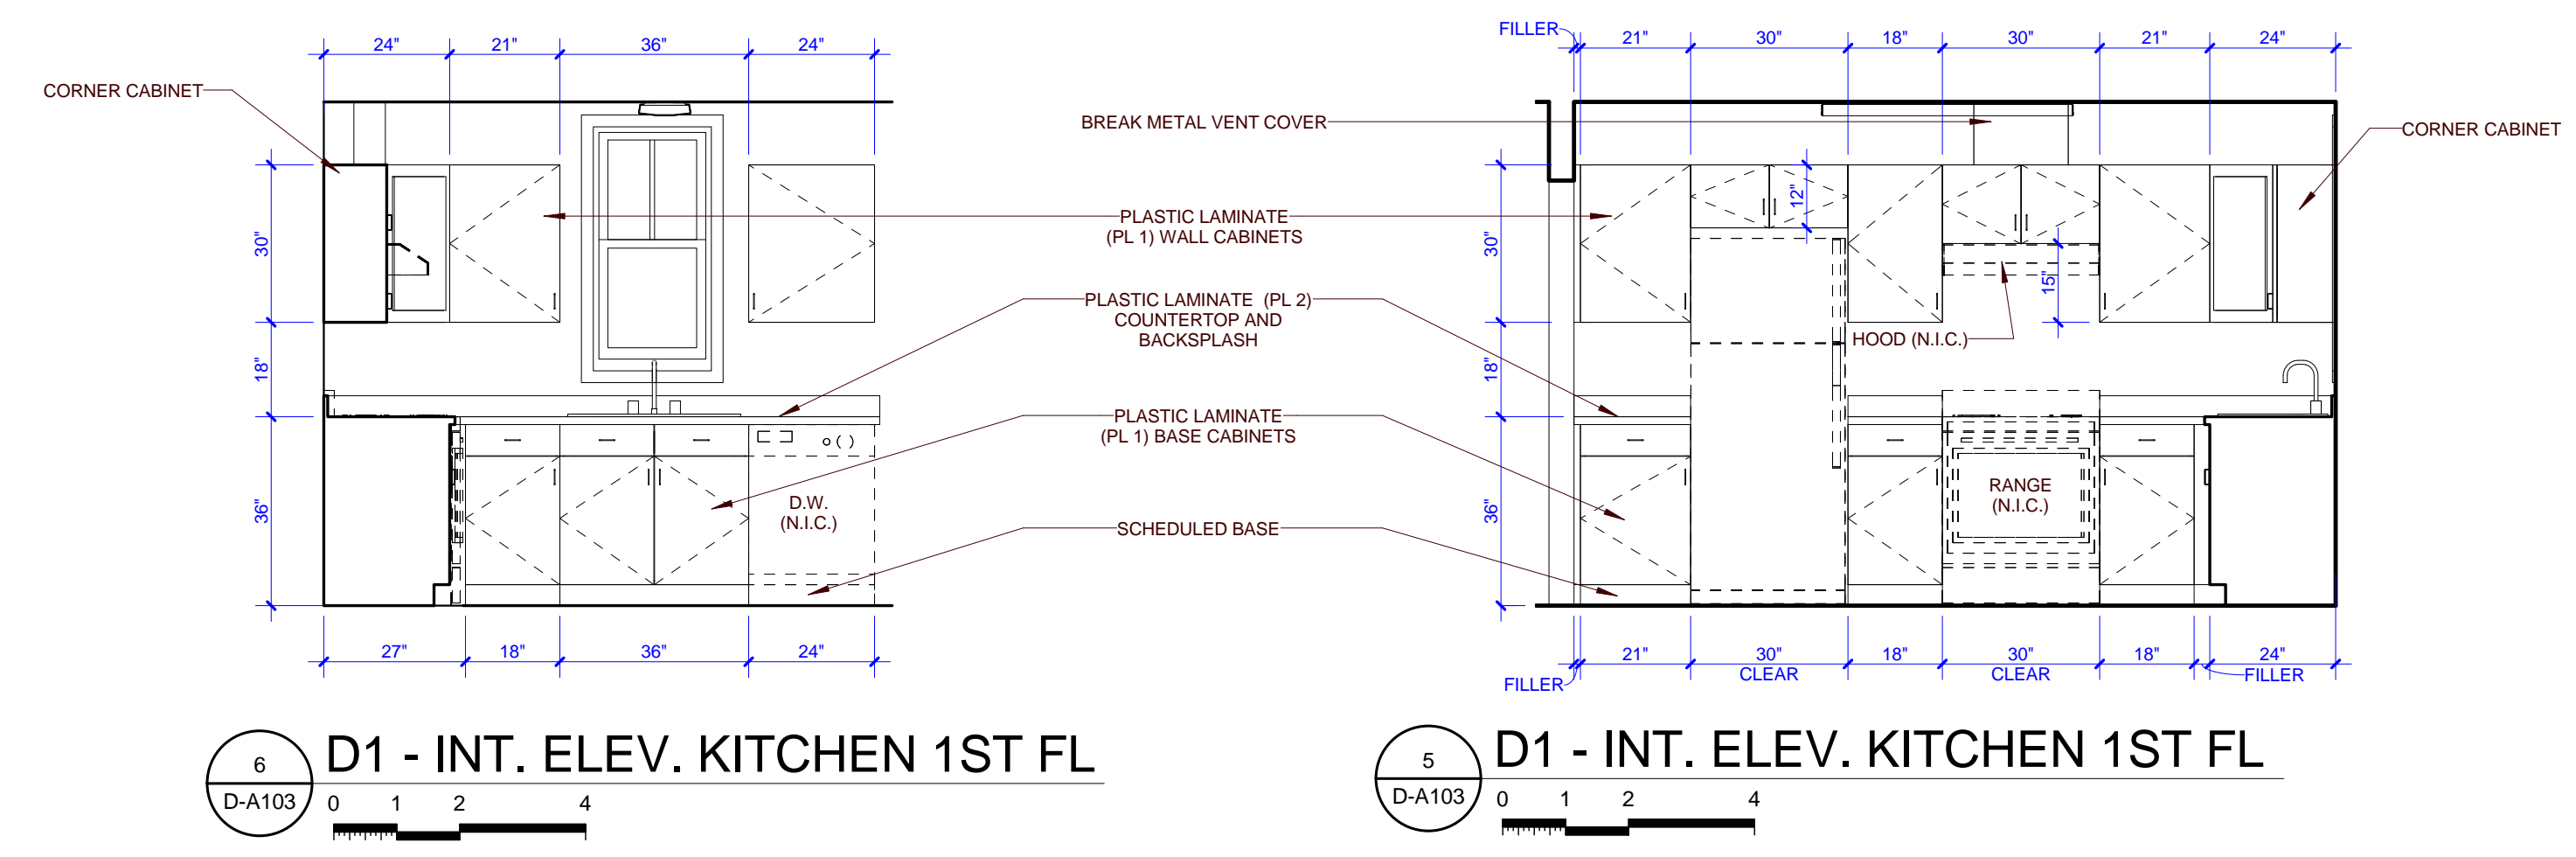 24" 21" 36" 24"
CORNER CABINET
30"
18"
36"
D.W.
(N.I.C.)
27" 18" 36" 24"
6
D-A103
D1 - INT. ELEV. KITCHEN 1ST FL
0 1 2 4
BREAK METAL VENT COVER
PLASTIC LAMINATE
(PL 1) WALL CABINETS
PLASTIC LAMINATE (PL 2)
COUNTERTOP AND
BACKSPLASH
PLASTIC LAMINATE
(PL 1) BASE CABINETS
SCHEDULED BASE
FILLER
21" 30" 18" 30" 21" 24"
CORNER CABINET
12"
30"
15"
HOOD (N.I.C.)
18"
36"
RANGE
(N.I.C.)
21" 30" 18" 30" 18" 24"
CLEAR CLEAR
FILLER FILLER
5
D-A103
D1 - INT. ELEV. KITCHEN 1ST FL
0 1 2 4